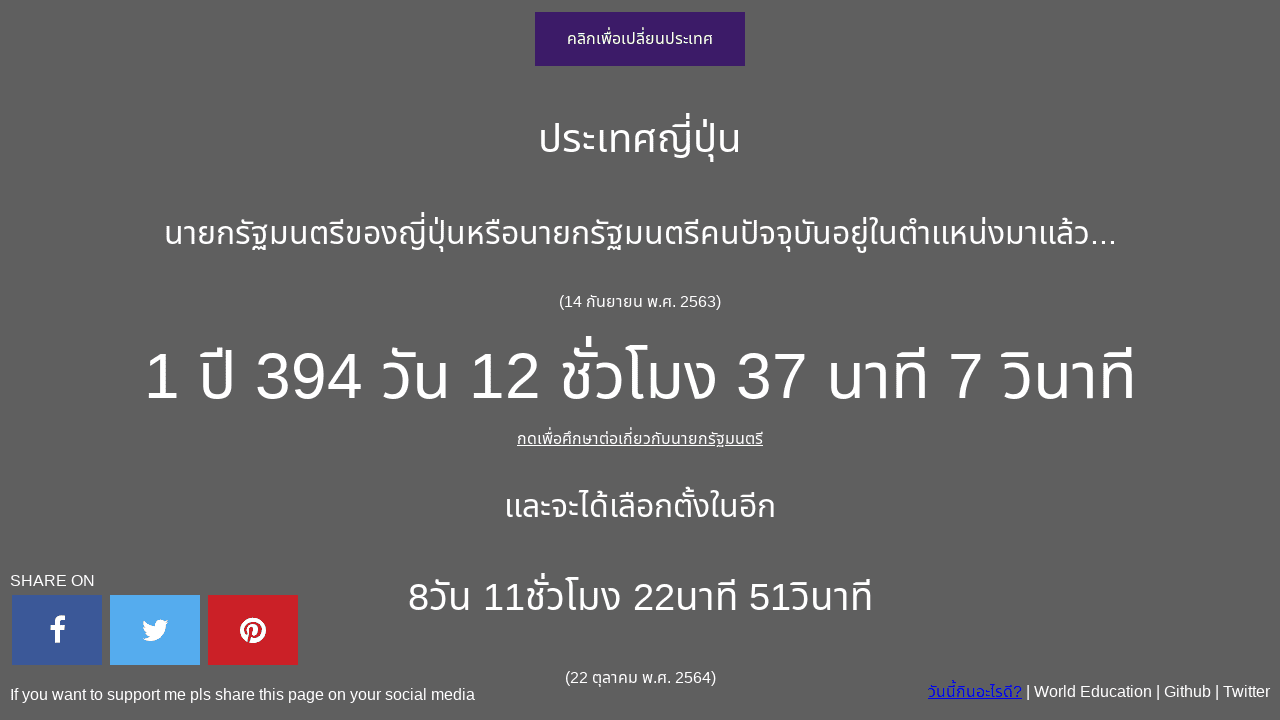 คลิกเพื่อเปลี่ยนประเทศ
ประเทศญี่ปุ่น
นายกรัฐมนตรีของญี่ปุ่นหรือนายกรัฐมนตรีคนปัจจุบันอยู่ในตำแหน่งมาแล้ว...
(14 กันยายน พ.ศ. 2563)
1 ปี 394 วัน 12 ชั่วโมง 37 นาที 7 วินาที
กดเพื่อศึกษาต่อเกี่ยวกับนายกรัฐมนตรี
และจะได้เลือกตั้งในอีก
8วัน 11ชั่วโมง 22นาที 51วินาที
(22 ตุลาคม พ.ศ. 2564)
SHARE ON
If you want to support me pls share this page on your social media
วันนี้กินอะไรดี? | World Education | Github | Twitter